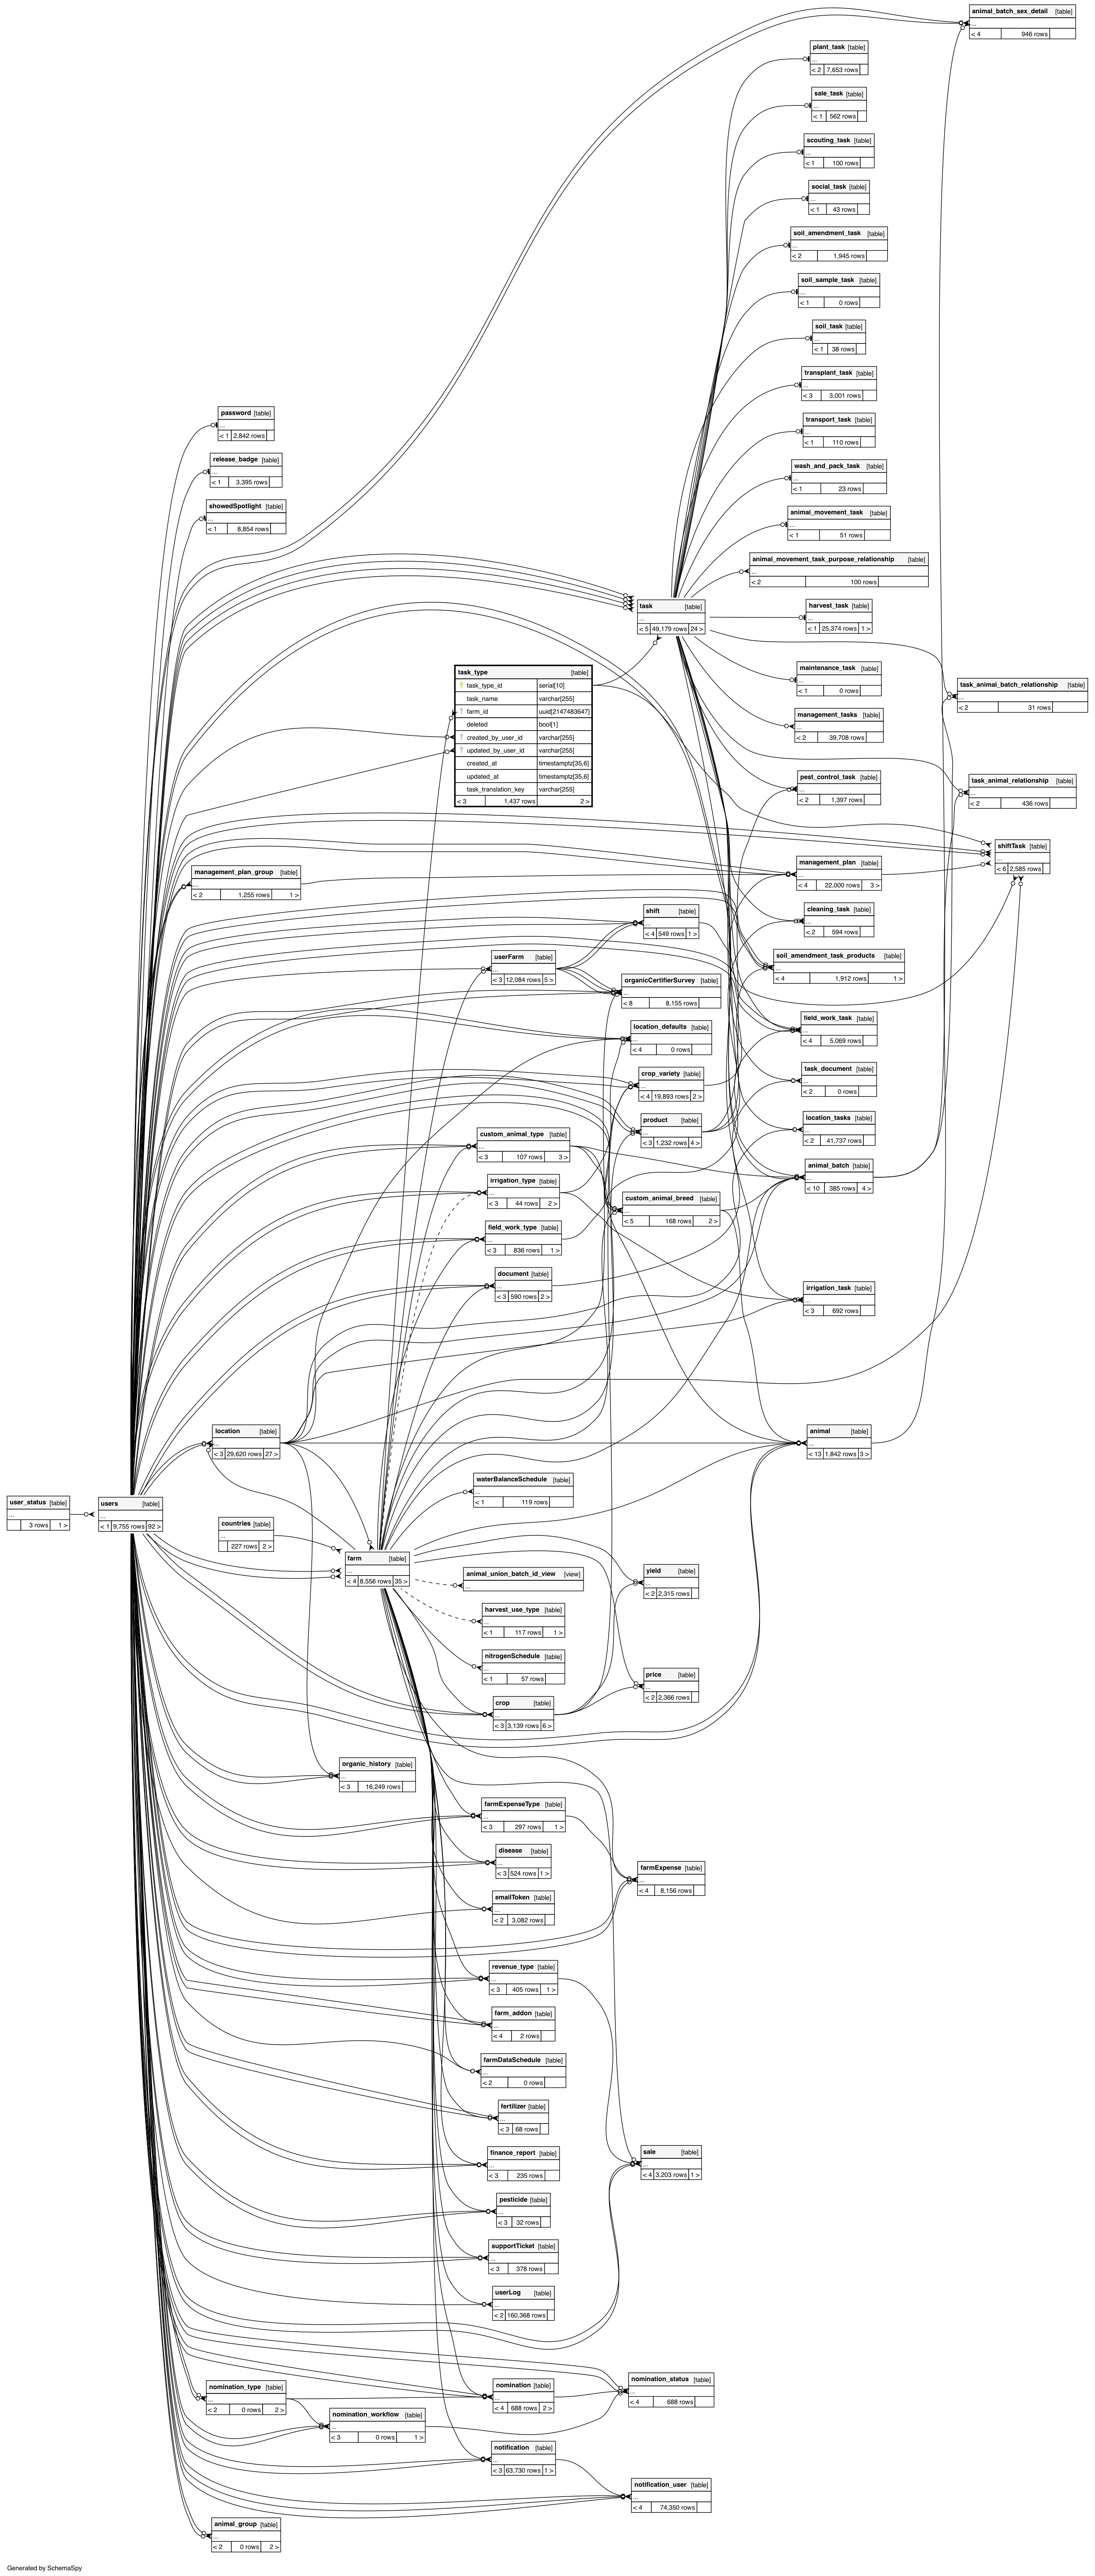 animal_batch_sex_detail [table]
...
< 4 946 rows
plant_task [table]
...
< 2 7,653 rows
sale_task [table]
...
< 1 562 rows
scouting_task [table]
...
< 1 100 rows
social_task [table]
...
< 1 43 rows
soil_amendment_task [table]
...
< 2 1,945 rows
soil_sample_task [table]
...
< 1 0 rows
soil_task [table]
...
< 1 38 rows
transplant_task [table]
...
< 3 3,001 rows
transport_task [table]
...
< 1 110 rows
password [table]
...
< 1 2,842 rows
release_badge [table]
...
< 1 3,395 rows
wash_and_pack_task [table]
...
< 1 23 rows
showedSpotlight [table]
...
< 1 8,854 rows
animal_movement_task [table]
...
< 1 51 rows
animal_movement_task_purpose_relationship [table]
...
< 2 100 rows
task [table]
...
< 5 49,179 rows 24 >
harvest_task [table]
...
< 1 25,374 rows 1 >
task_type [table]
task_type_id serial[10]
task_name varchar[255]
farm_id uuid[2147483647]
deleted bool[1]
created_by_user_id varchar[255]
updated_by_user_id varchar[255]
created_at timestamptz[35,6]
updated_at timestamptz[35,6]
task_translation_key varchar[255]
< 3 1,437 rows 2 >
maintenance_task [table]
...
< 1 0 rows
task_animal_batch_relationship [table]
...
< 2 31 rows
management_tasks [table]
...
< 2 39,708 rows
pest_control_task [table]
...
< 2 1,397 rows
task_animal_relationship [table]
...
< 2 436 rows
shiftTask [table]
...
< 6 2,585 rows
management_plan_group [table]
...
< 2 1,255 rows 1 >
management_plan [table]
...
< 4 22,000 rows 3 >
shift [table]
...
< 4 549 rows 1 >
cleaning_task [table]
...
< 2 594 rows
userFarm [table]
...
< 3 12,084 rows 5 >
soil_amendment_task_products [table]
...
< 4 1,912 rows 1 >
organicCertifierSurvey [table]
...
< 8 8,155 rows
location_defaults [table]
...
< 4 0 rows
field_work_task [table]
...
< 4 5,069 rows
crop_variety [table]
...
< 4 19,893 rows 2 >
task_document [table]
...
< 2 0 rows
product [table]
...
< 3 1,232 rows 4 >
location_tasks [table]
...
< 2 41,737 rows
custom_animal_type [table]
...
< 3 107 rows 3 >
animal_batch [table]
...
< 10 385 rows 4 >
irrigation_type [table]
...
< 3 44 rows 2 >
custom_animal_breed [table]
...
< 5 168 rows 2 >
field_work_type [table]
...
< 3 836 rows 1 >
document [table]
...
< 3 590 rows 2 >
irrigation_task [table]
...
< 3 692 rows
location [table]
...
< 3 29,620 rows 27 >
animal [table]
...
< 13 1,842 rows 3 >
waterBalanceSchedule [table]
...
< 1 119 rows
user_status [table]
...
3 rows 1 >
users [table]
...
< 1 9,755 rows 92 >
countries [table]
...
227 rows 2 >
farm [table]
...
< 4 8,556 rows 35 >
animal_union_batch_id_view [view]
...
yield [table]
...
< 2 2,315 rows
harvest_use_type [table]
...
< 1 117 rows 1 >
nitrogenSchedule [table]
...
< 1 57 rows
price [table]
...
< 2 2,366 rows
crop [table]
...
< 3 3,139 rows 6 >
organic_history [table]
...
< 3 16,249 rows
farmExpenseType [table]
...
< 3 297 rows 1 >
disease [table]
...
< 3 524 rows 1 >
farmExpense [table]
...
< 4 8,156 rows
emailToken [table]
...
< 2 3,082 rows
revenue_type [table]
...
< 3 405 rows 1 >
farm_addon [table]
...
< 4 2 rows
farmDataSchedule [table]
...
< 2 0 rows
fertilizer [table]
...
< 3 68 rows
finance_report [table]
...
< 3 235 rows
sale [table]
...
< 4 3,203 rows 1 >
pesticide [table]
...
< 3 32 rows
supportTicket [table]
...
< 3 378 rows
userLog [table]
...
< 2 160,368 rows
nomination_type [table]
...
< 2 0 rows 2 >
nomination [table]
...
< 4 688 rows 2 >
nomination_status [table]
...
< 4 688 rows
nomination_workflow [table]
...
< 3 0 rows 1 >
notification [table]
...
< 3 63,730 rows 1 >
notification_user [table]
...
< 4 74,350 rows
animal_group [table]
...
< 2 0 rows 2 >
Generated by SchemaSpy